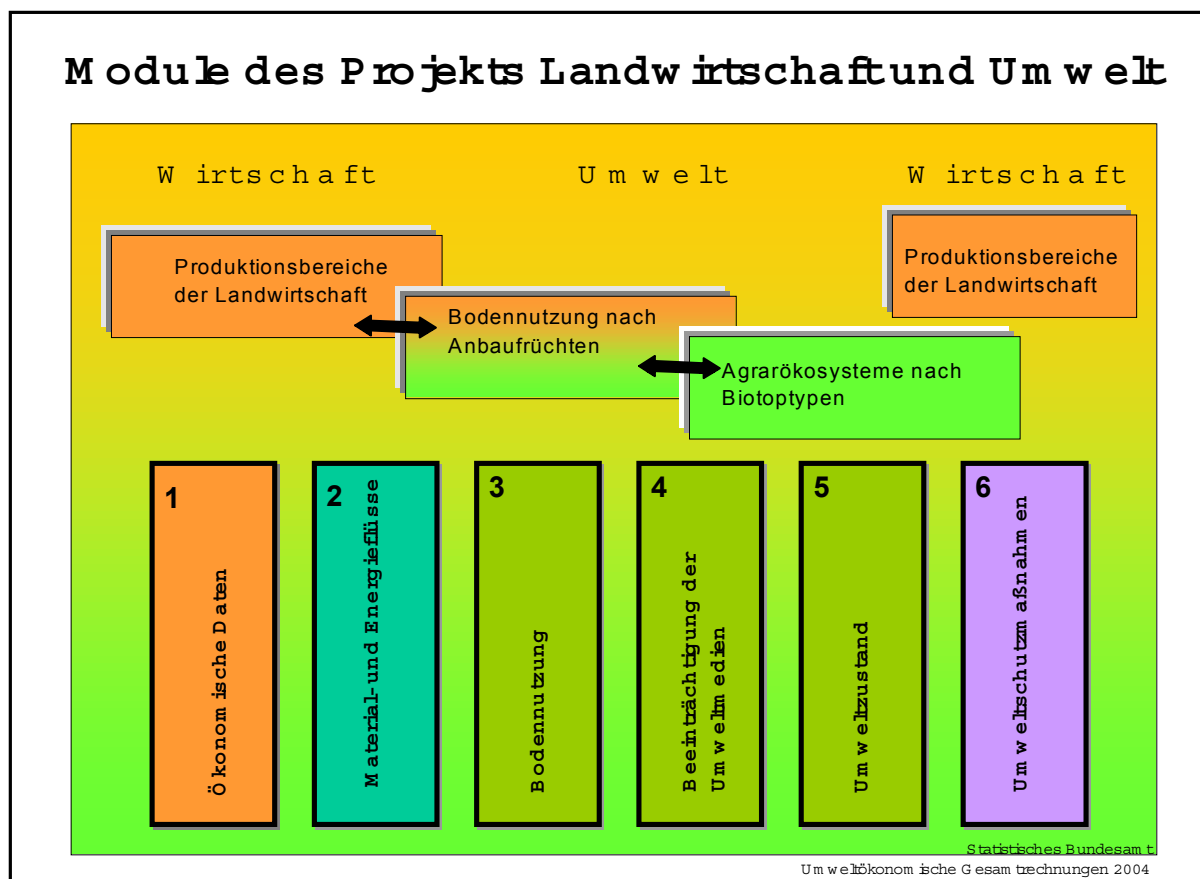 Module des Projekts Landwirtschaft und Umwelt
Wirtschaft
Umwelt
Wirtschaft
Produktionsbereiche
der Landwirtschaft
Bodennutzung nach
Anbaufrüchten
Agrarökosysteme nach
Biotoptypen
Produktionsbereiche
der Landwirtschaft
1
Ökonomische Daten
2
Material- und Energieflüsse
3
Bodennutzung
4
Beeinträchtigung der
Umweltmedien
5
Umweltzustand
6
Umweltschutzmaßnahmen
Statistisches Bundesamt
Umweltökonomische Gesamtrechnungen 2004